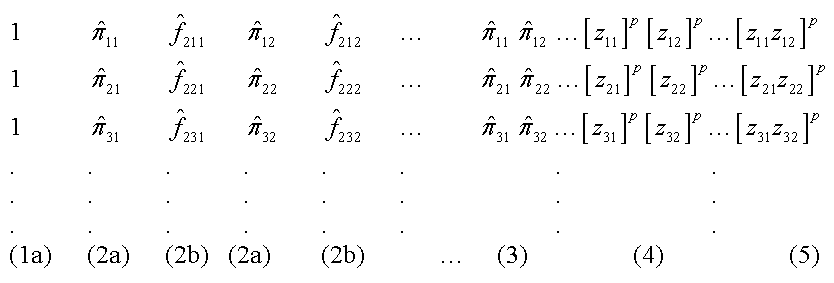 1 π̂₁₁ f̂₂₁₁ π̂₁₂ f̂₂₁₂ ... π̂₁₁ π̂₁₂ ... [z₁₁]ᵖ [z₁₂]ᵖ ... [z₁₁z₁₂]ᵖ
1 π̂₂₁ f̂₂₂₁ π̂₂₂ f̂₂₂₂ ... π̂₂₁ π̂₂₂ ... [z₂₁]ᵖ [z₂₂]ᵖ ... [z₂₁z₂₂]ᵖ
1 π̂₃₁ f̂₂₃₁ π̂₃₂ f̂₂₃₂ ... π̂₃₁ π̂₃₂ ... [z₃₁]ᵖ [z₃₂]ᵖ ... [z₃₁z₃₂]ᵖ
. . . . . . . .
. . . . . . . .
. . . . . . . .
(1a) (2a) (2b) (2a) (2b) ... (3) (4) (5)